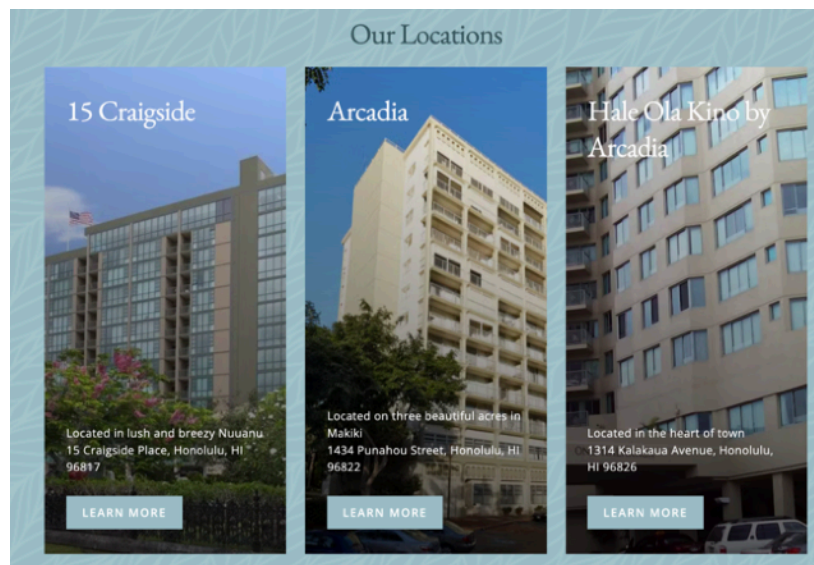 Our Locations
15 Craigside
Located in lush and breezy Nuuanu
15 Craigside Place, Honolulu, HI
96817
LEARN MORE
Arcadia
Located on three beautiful acres in
Makiki
1434 Punahou Street, Honolulu, HI
96822
LEARN MORE
Hale Ola Kino by
Arcadia
Located in the heart of town
1314 Kalakaua Avenue, Honolulu,
HI 96826
LEARN MORE